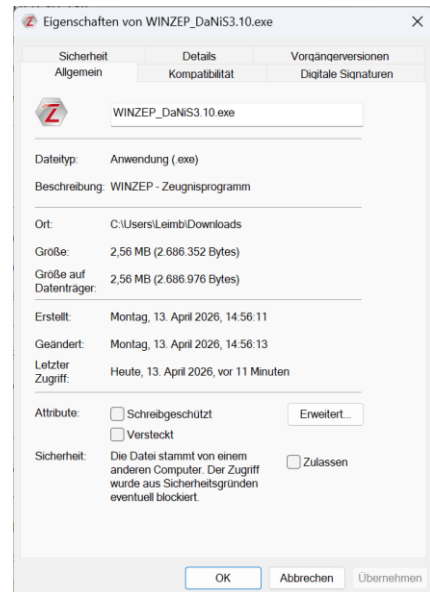 Eigenschaften von WINZEP_DaNiS3.10.exe
Sicherheit Details Vorgängerversionen
Allgemein Kompatibilität Digitale Signaturen
WINZEP_DaNiS3.10.exe
Dateityp: Anwendung (.exe)
Beschreibung: WINZEP - Zeugnisprogramm
Ort: C:\Users\Leimb\Downloads
Größe: 2,56 MB (2.686.352 Bytes)
Größe auf
Datenträger: 2,56 MB (2.686.976 Bytes)
Erstellt: Montag, 13. April 2026, 14:56:11
Geändert: Montag, 13. April 2026, 14:56:13
Letzter
Zugriff: Heute, 13. April 2026, vor 11 Minuten
Attribute: Schreibgeschützt Erweitert...
Versteckt
Sicherheit: Die Datei stammt von einem
anderen Computer. Der Zugriff Zulassen
wurde aus Sicherheitsgründen
eventuell blockiert.
OK Abbrechen Übernehmen